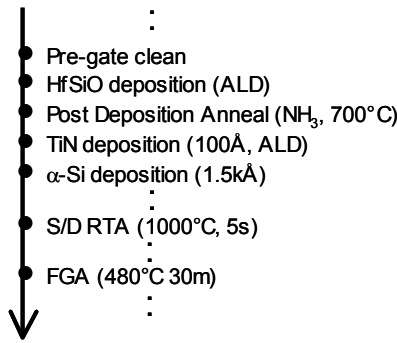 Pre-gate clean
HfSiO deposition (ALD)
Post Deposition Anneal (NH₃, 700°C)
TiN deposition (100Å, ALD)
α-Si deposition (1.5kÅ)
S/D RTA (1000°C, 5s)
FGA (480°C 30m)